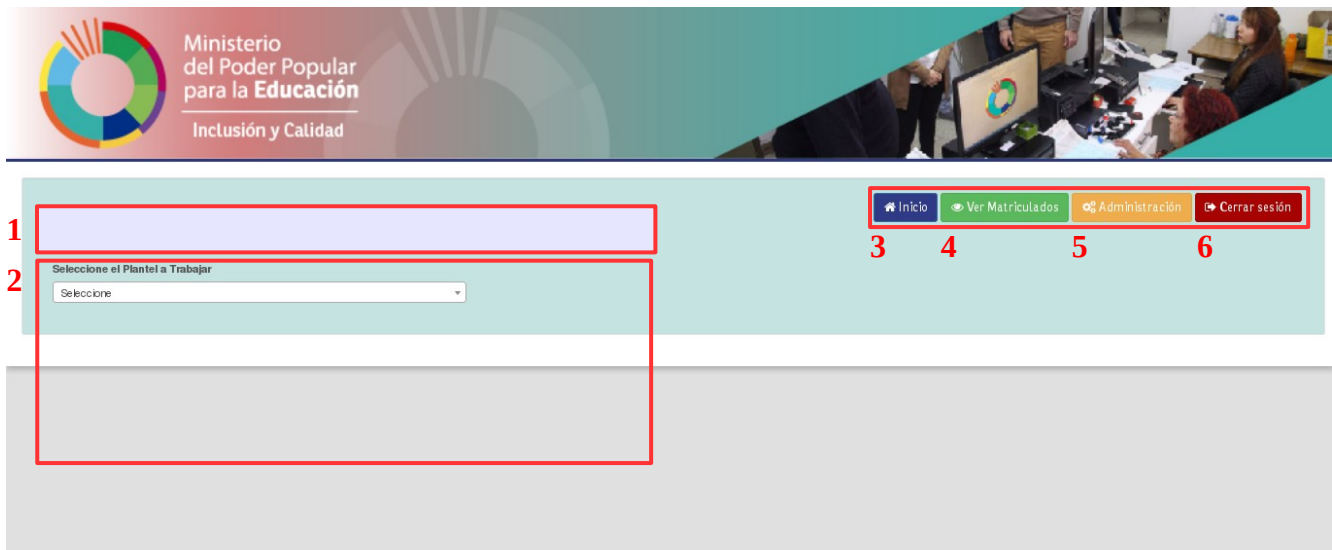 Ministerio
del Poder Popular
para la Educación
Inclusión y Calidad
Inicio
Ver Matriculados
Administración
Cerrar sesión
1
3
4
5
6
2
Seleccione el Plantel a Trabajar
Seleccione